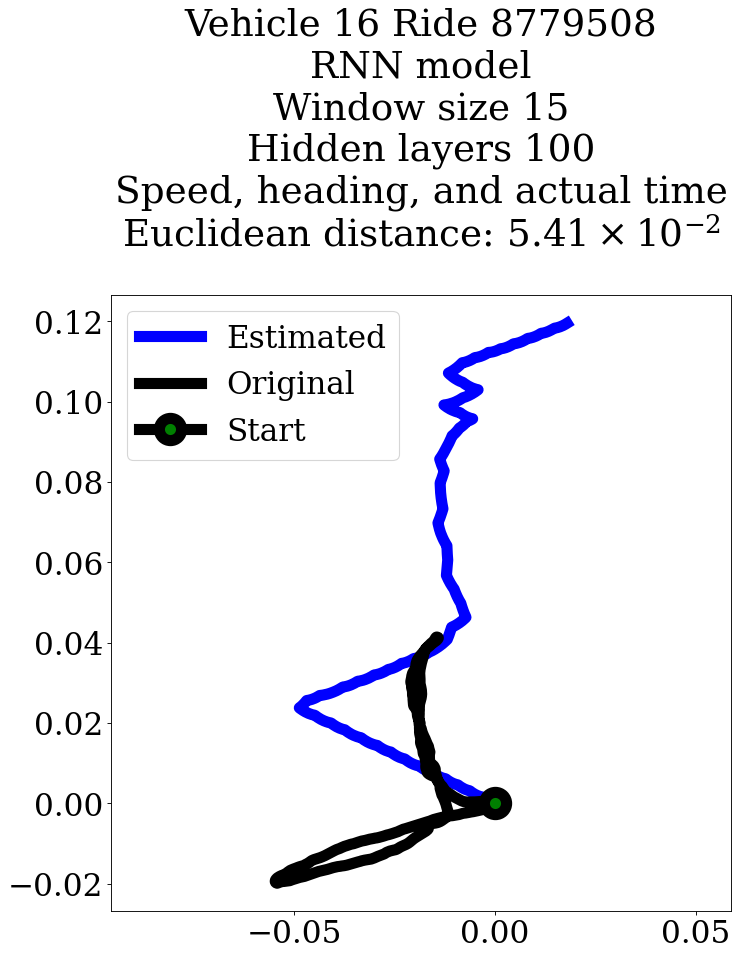 Vehicle 16 Ride 8779508
RNN model
Window size 15
Hidden layers 100
Speed, heading, and actual time
Euclidean distance: 5.41 × 10⁻²
Estimated
Original
Start
0.12
0.10
0.08
0.06
0.04
0.02
0.00
−0.02
−0.05 0.00 0.05